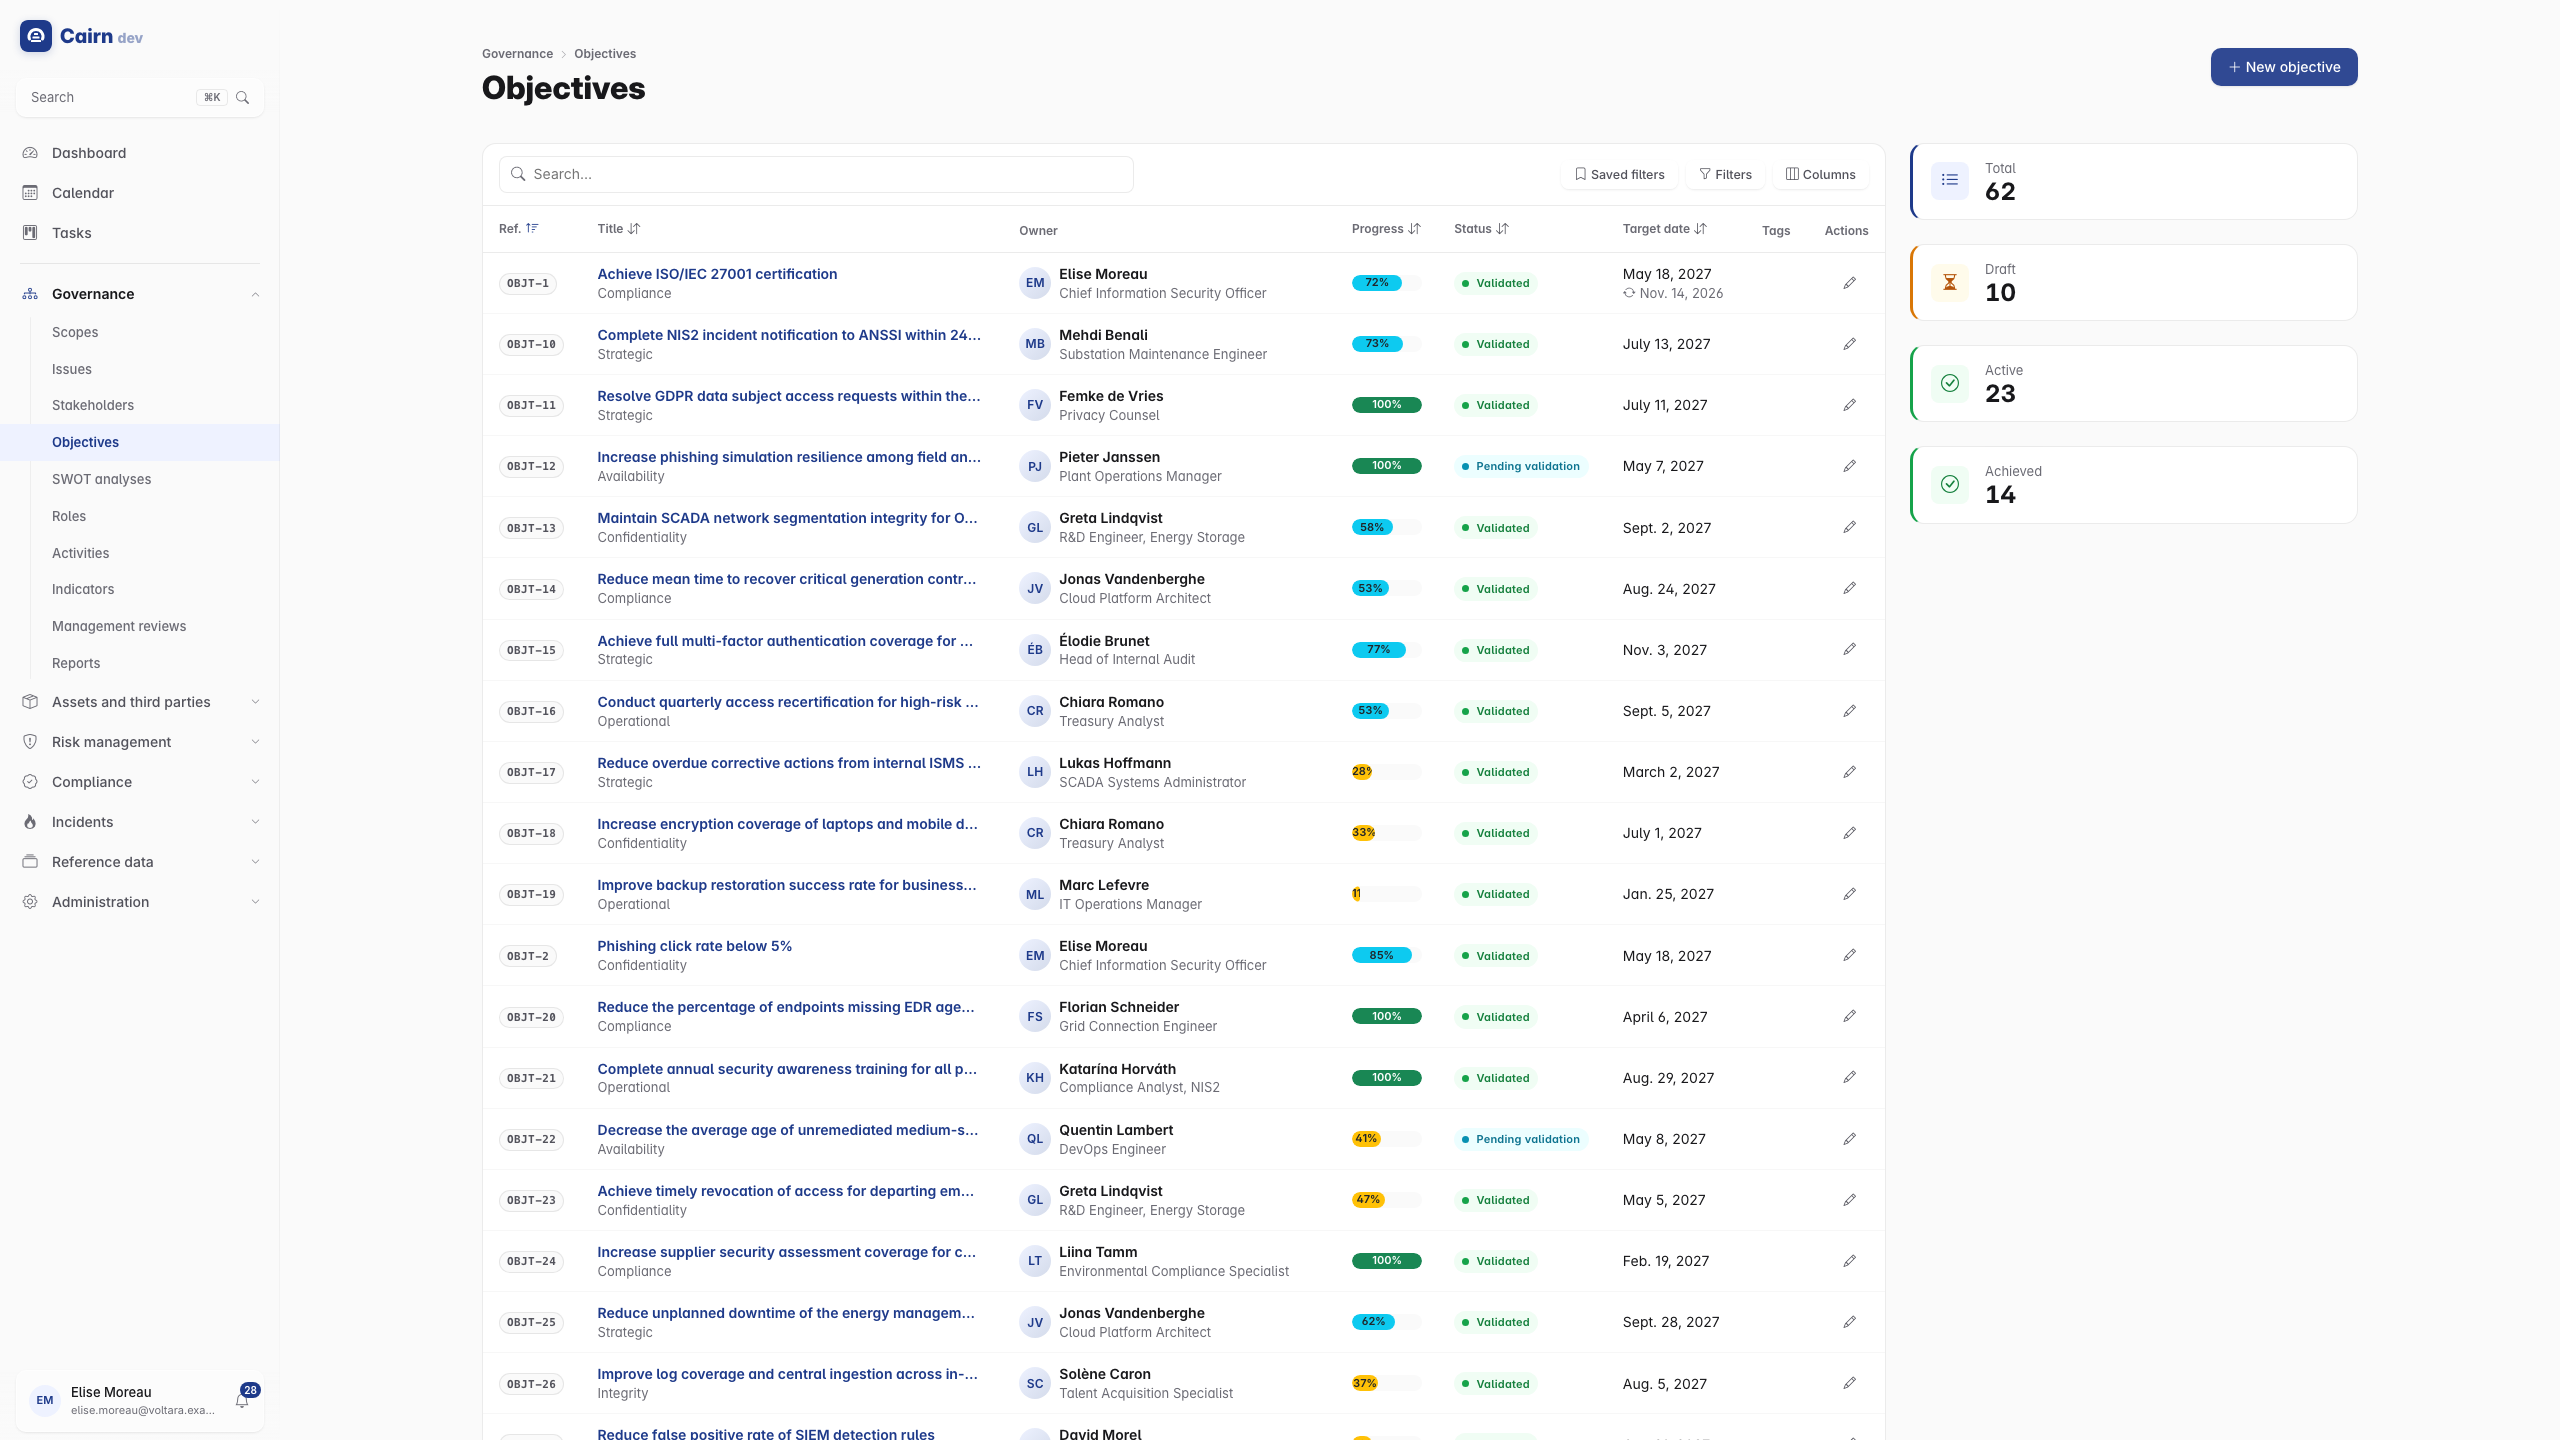 Cairn dev
Search ⌘K
Dashboard
Calendar
Tasks
Governance
Scopes
Issues
Stakeholders
Objectives
SWOT analyses
Roles
Activities
Indicators
Management reviews
Reports
Assets and third parties
Risk management
Compliance
Incidents
Reference data
Administration
EM Elise Moreau 28
elise.moreau@voltara.exa...
Governance > Objectives
Objectives
+ New objective
Search...
Saved filters Filters Columns
Ref. Title Owner Progress Status Target date Tags Actions
OBJT-1 Achieve ISO/IEC 27001 certification EM Elise Moreau 72% Validated May 18, 2027
Compliance Chief Information Security Officer Nov. 14, 2026
OBJT-10 Complete NIS2 incident notification to ANSSI within 24... MB Mehdi Benali 73% Validated July 13, 2027
Strategic Substation Maintenance Engineer
OBJT-11 Resolve GDPR data subject access requests within the... FV Femke de Vries 100% Validated July 11, 2027
Strategic Privacy Counsel
OBJT-12 Increase phishing simulation resilience among field an... PJ Pieter Janssen 100% Pending validation May 7, 2027
Availability Plant Operations Manager
OBJT-13 Maintain SCADA network segmentation integrity for O... GL Greta Lindqvist 58% Validated Sept. 2, 2027
Confidentiality R&D Engineer, Energy Storage
OBJT-14 Reduce mean time to recover critical generation contr... JV Jonas Vandenberghe 53% Validated Aug. 24, 2027
Compliance Cloud Platform Architect
OBJT-15 Achieve full multi-factor authentication coverage for ... ÉB Élodie Brunet 77% Validated Nov. 3, 2027
Strategic Head of Internal Audit
OBJT-16 Conduct quarterly access recertification for high-risk ... CR Chiara Romano 53% Validated Sept. 5, 2027
Operational Treasury Analyst
OBJT-17 Reduce overdue corrective actions from internal ISMS ... LH Lukas Hoffmann 28% Validated March 2, 2027
Strategic SCADA Systems Administrator
OBJT-18 Increase encryption coverage of laptops and mobile d... CR Chiara Romano 33% Validated July 1, 2027
Confidentiality Treasury Analyst
OBJT-19 Improve backup restoration success rate for business... ML Marc Lefevre 11 Validated Jan. 25, 2027
Operational IT Operations Manager
OBJT-2 Phishing click rate below 5% EM Elise Moreau 85% Validated May 18, 2027
Confidentiality Chief Information Security Officer
OBJT-20 Reduce the percentage of endpoints missing EDR age... FS Florian Schneider 100% Validated April 6, 2027
Compliance Grid Connection Engineer
OBJT-21 Complete annual security awareness training for all p... KH Katarína Horváth 100% Validated Aug. 29, 2027
Operational Compliance Analyst, NIS2
OBJT-22 Decrease the average age of unremediated medium-s... QL Quentin Lambert 41% Pending validation May 8, 2027
Availability DevOps Engineer
OBJT-23 Achieve timely revocation of access for departing em... GL Greta Lindqvist 47% Validated May 5, 2027
Confidentiality R&D Engineer, Energy Storage
OBJT-24 Increase supplier security assessment coverage for c... LT Liina Tamm 100% Validated Feb. 19, 2027
Compliance Environmental Compliance Specialist
OBJT-25 Reduce unplanned downtime of the energy managem... JV Jonas Vandenberghe 62% Validated Sept. 28, 2027
Strategic Cloud Platform Architect
OBJT-26 Improve log coverage and central ingestion across in-... SC Solène Caron 37% Validated Aug. 5, 2027
Integrity Talent Acquisition Specialist
Reduce false positive rate of SIEM detection rules David Morel
Total
62
Draft
10
Active
23
Achieved
14